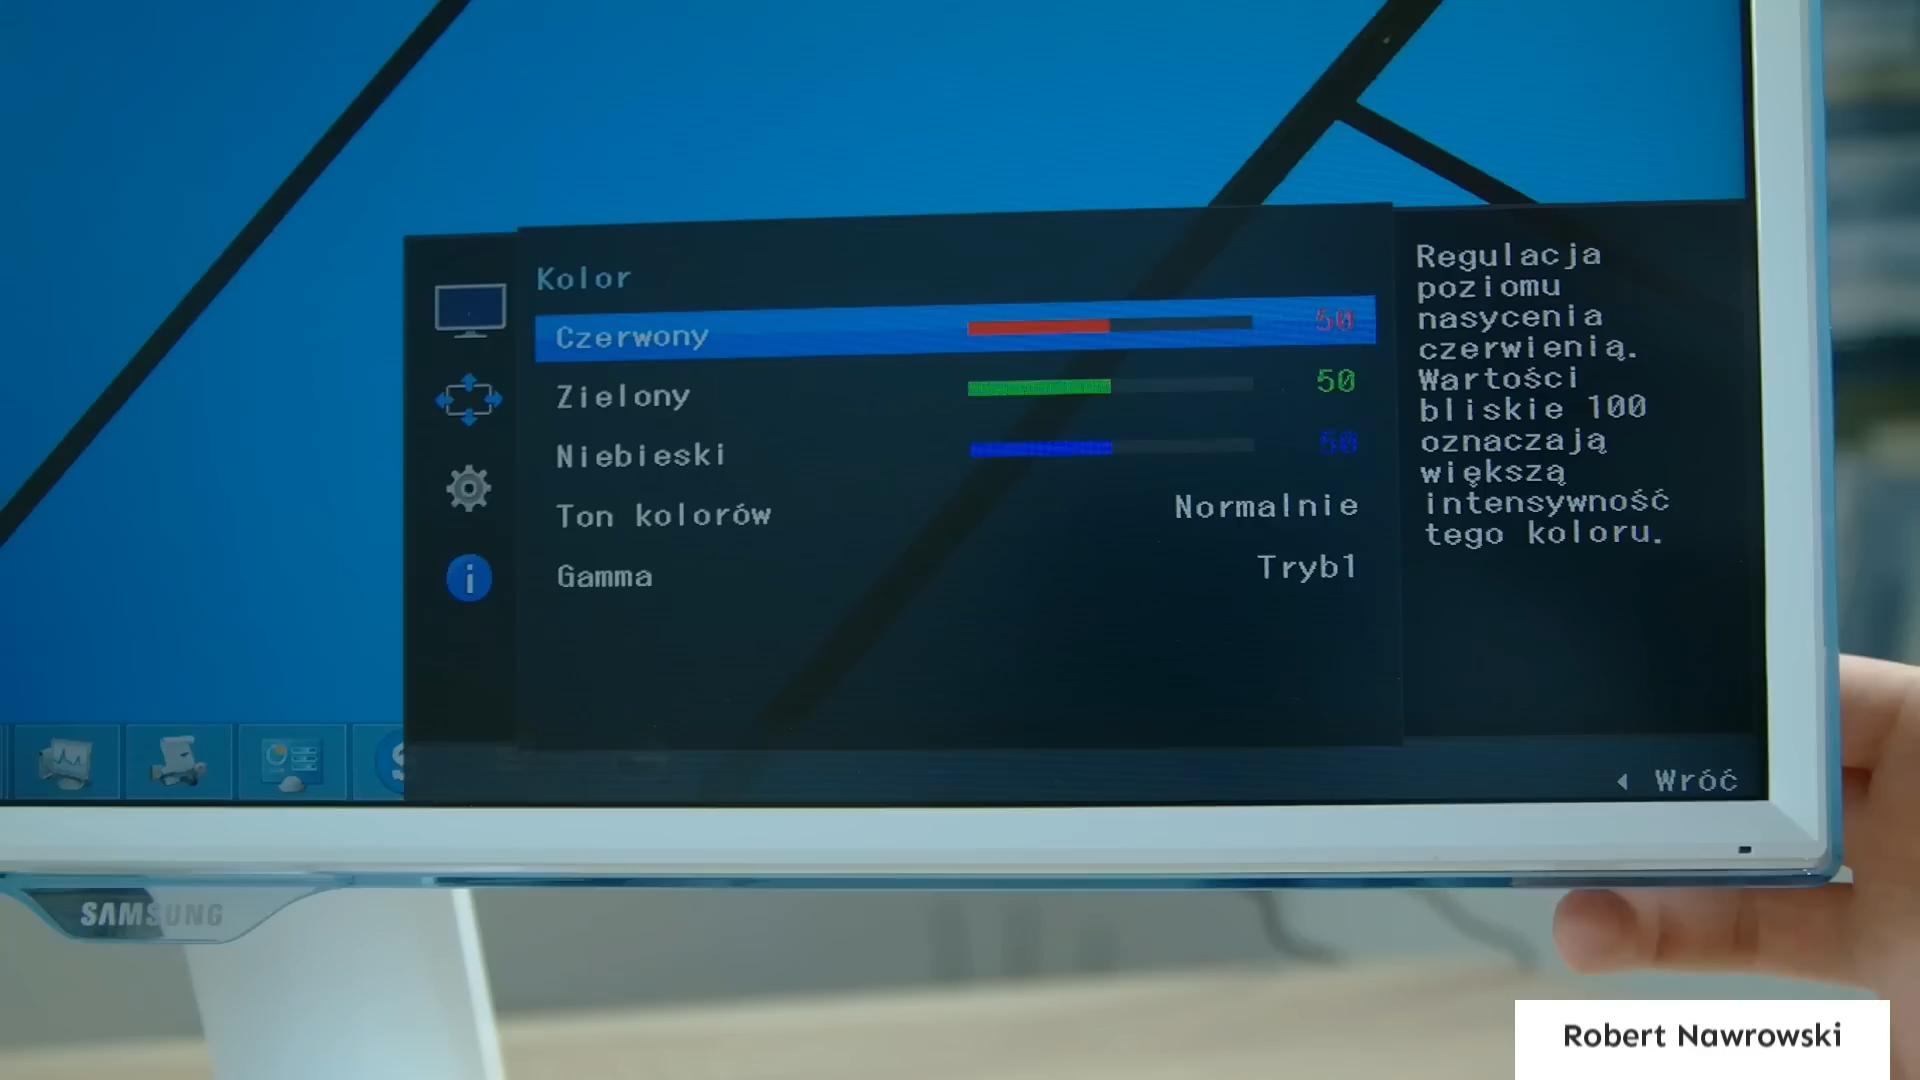 Kolor
Czerwony 50
Zielony 50
Niebieski 50
Ton kolorów Normalnie
Gamma Tryb1
Regulacja
poziomu
nasycenia
czerwienią.
Wartości
bliskie 100
oznaczają
większą
intensywność
tego koloru.
Wróć
SAMSUNG
Robert Nawrowski